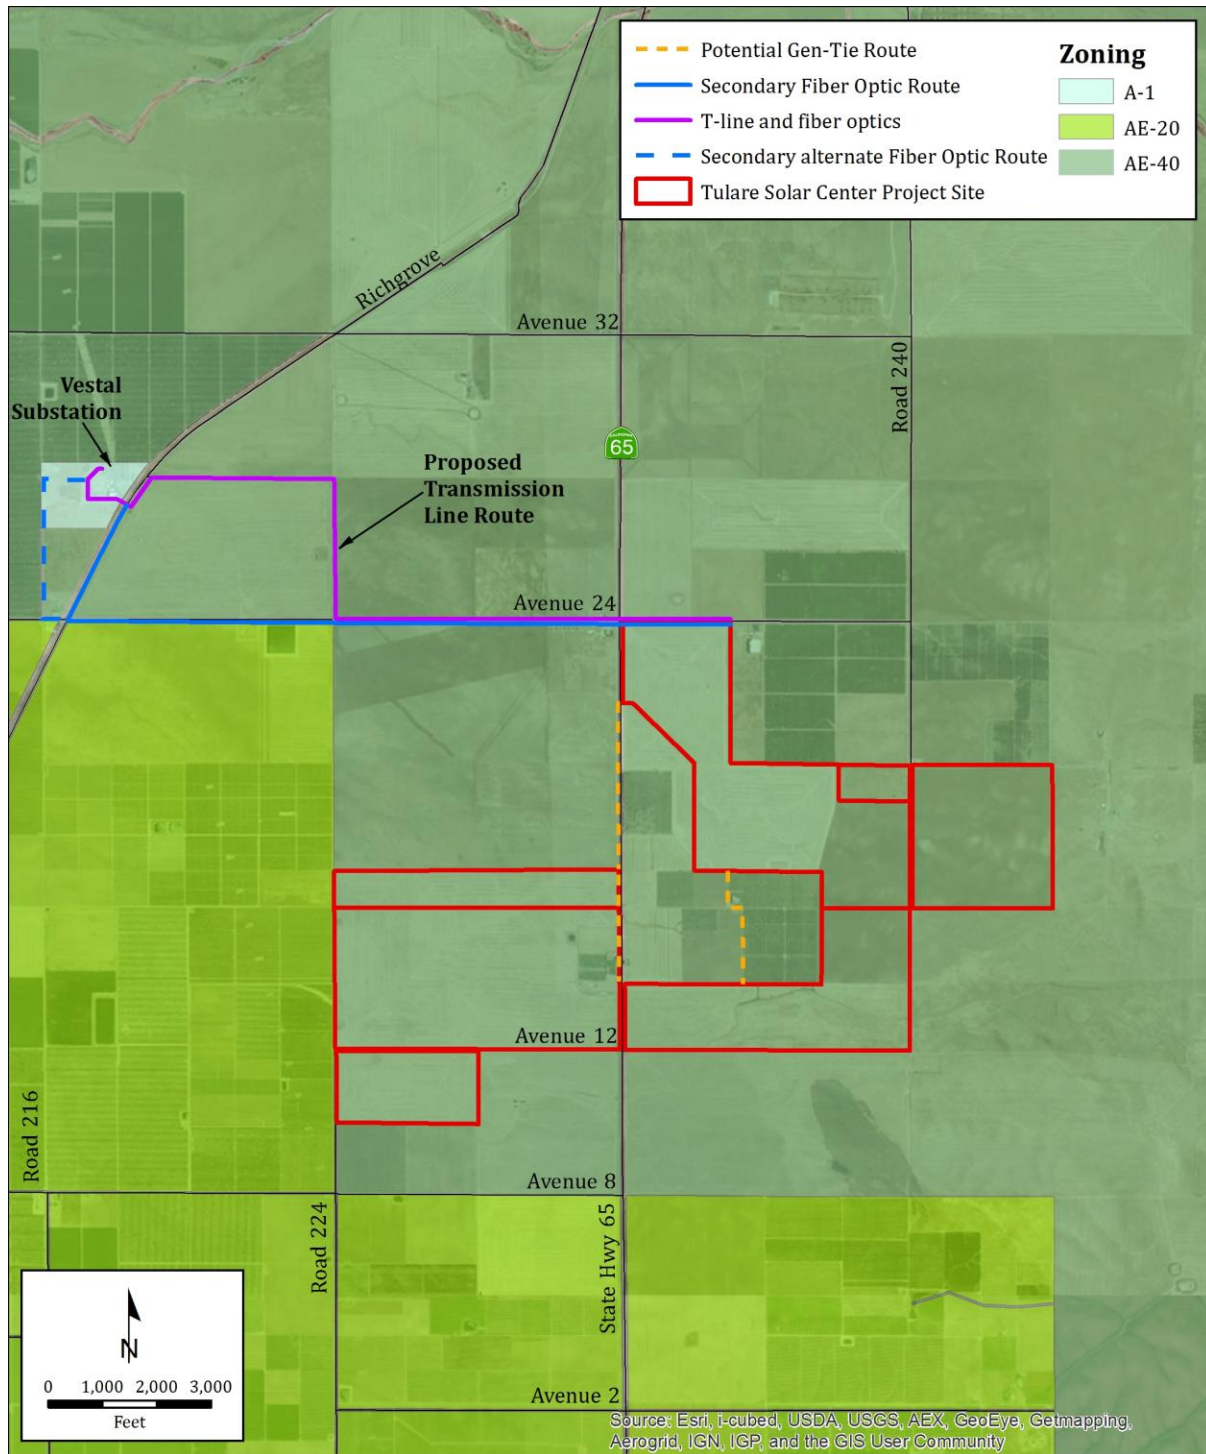 Potential Gen-Tie Route
Secondary Fiber Optic Route
T-line and fiber optics
Secondary alternate Fiber Optic Route
Tulare Solar Center Project Site
Zoning
A-1
AE-20
AE-40
Richgrove
Avenue 32
Road 240
Vestal
Substation
CALIFORNIA
65
Proposed
Transmission
Line Route
Avenue 24
Avenue 12
Road 216
Avenue 8
Road 224
State Hwy 65
N
0 1,000 2,000 3,000
Feet
Avenue 2
Source: Esri, i-cubed, USDA, USGS, AEX, GeoEye, Getmapping,
Aerogrid, IGN, IGP, and the GIS User Community